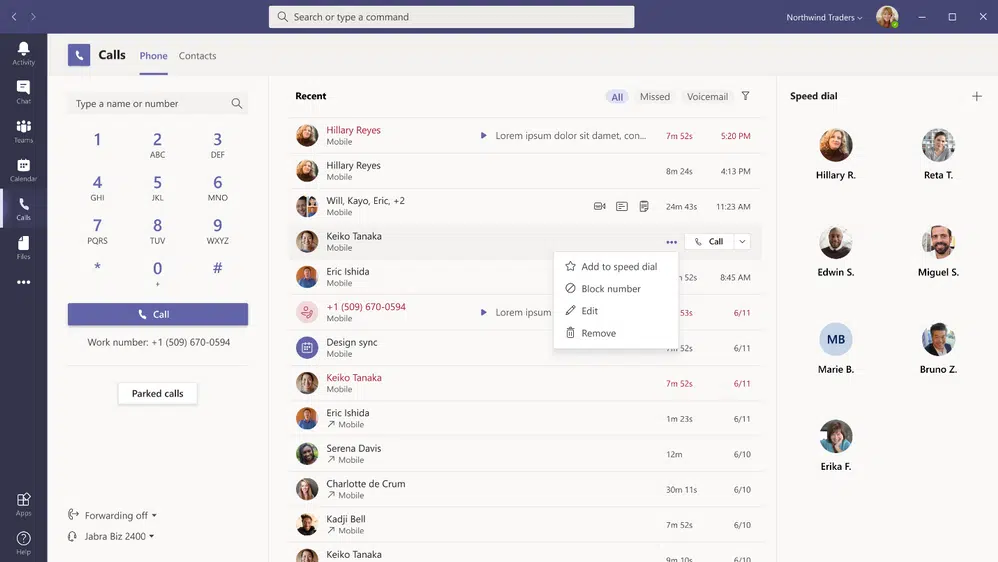 Search or type a command
Northwind Traders
Activity
Chat
Teams
Calendar
Calls
Files
Apps
Help
Calls
Phone
Contacts
Type a name or number
1
2
3
ABC
DEF
4
5
6
GHI
JKL
MNO
7
8
9
PQRS
TUV
WXYZ
*
0
#
+
Call
Work number: +1 (509) 670-0594
Parked calls
Forwarding off
Jabra Biz 2400
Recent
All
Missed
Voicemail
Hillary Reyes
Mobile
Lorem ipsum dolor sit damet, con...
7m 52s
5:20 PM
Hillary Reyes
Mobile
8m 24s
4:13 PM
Will, Kayo, Eric, +2
Mobile
24m 43s
11:23 AM
Keiko Tanaka
Mobile
Call
Add to speed dial
Block number
Edit
Remove
Eric Ishida
Mobile
52s
8:45 AM
+1 (509) 670-0594
Mobile
Lorem ipsum
53s
6/11
Design sync
Mobile
52s
6/11
Keiko Tanaka
Mobile
7m 52s
6/11
Eric Ishida
Mobile
1m 23s
6/11
Serena Davis
Mobile
12m
6/10
Charlotte de Crum
Mobile
30m 11s
6/10
Kadji Bell
Mobile
7m 52s
6/10
Keiko Tanaka
9m 10s
6/10
Speed dial
Hillary R.
Reta T.
Edwin S.
Miguel S.
MB
Marie B.
Bruno Z.
Erika F.